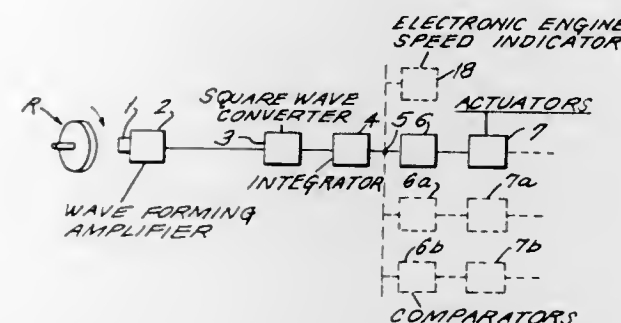 ELECTRONIC ENGINE
SPEED INDICATOR
18
R
1
2
SQUARE WAVE
CONVERTER
3
4
5
6
ACTUATORS
7
INTEGRATOR
WAVE FORMING
AMPLIFIER
6a
7a
6b
7b
COMPARATORS